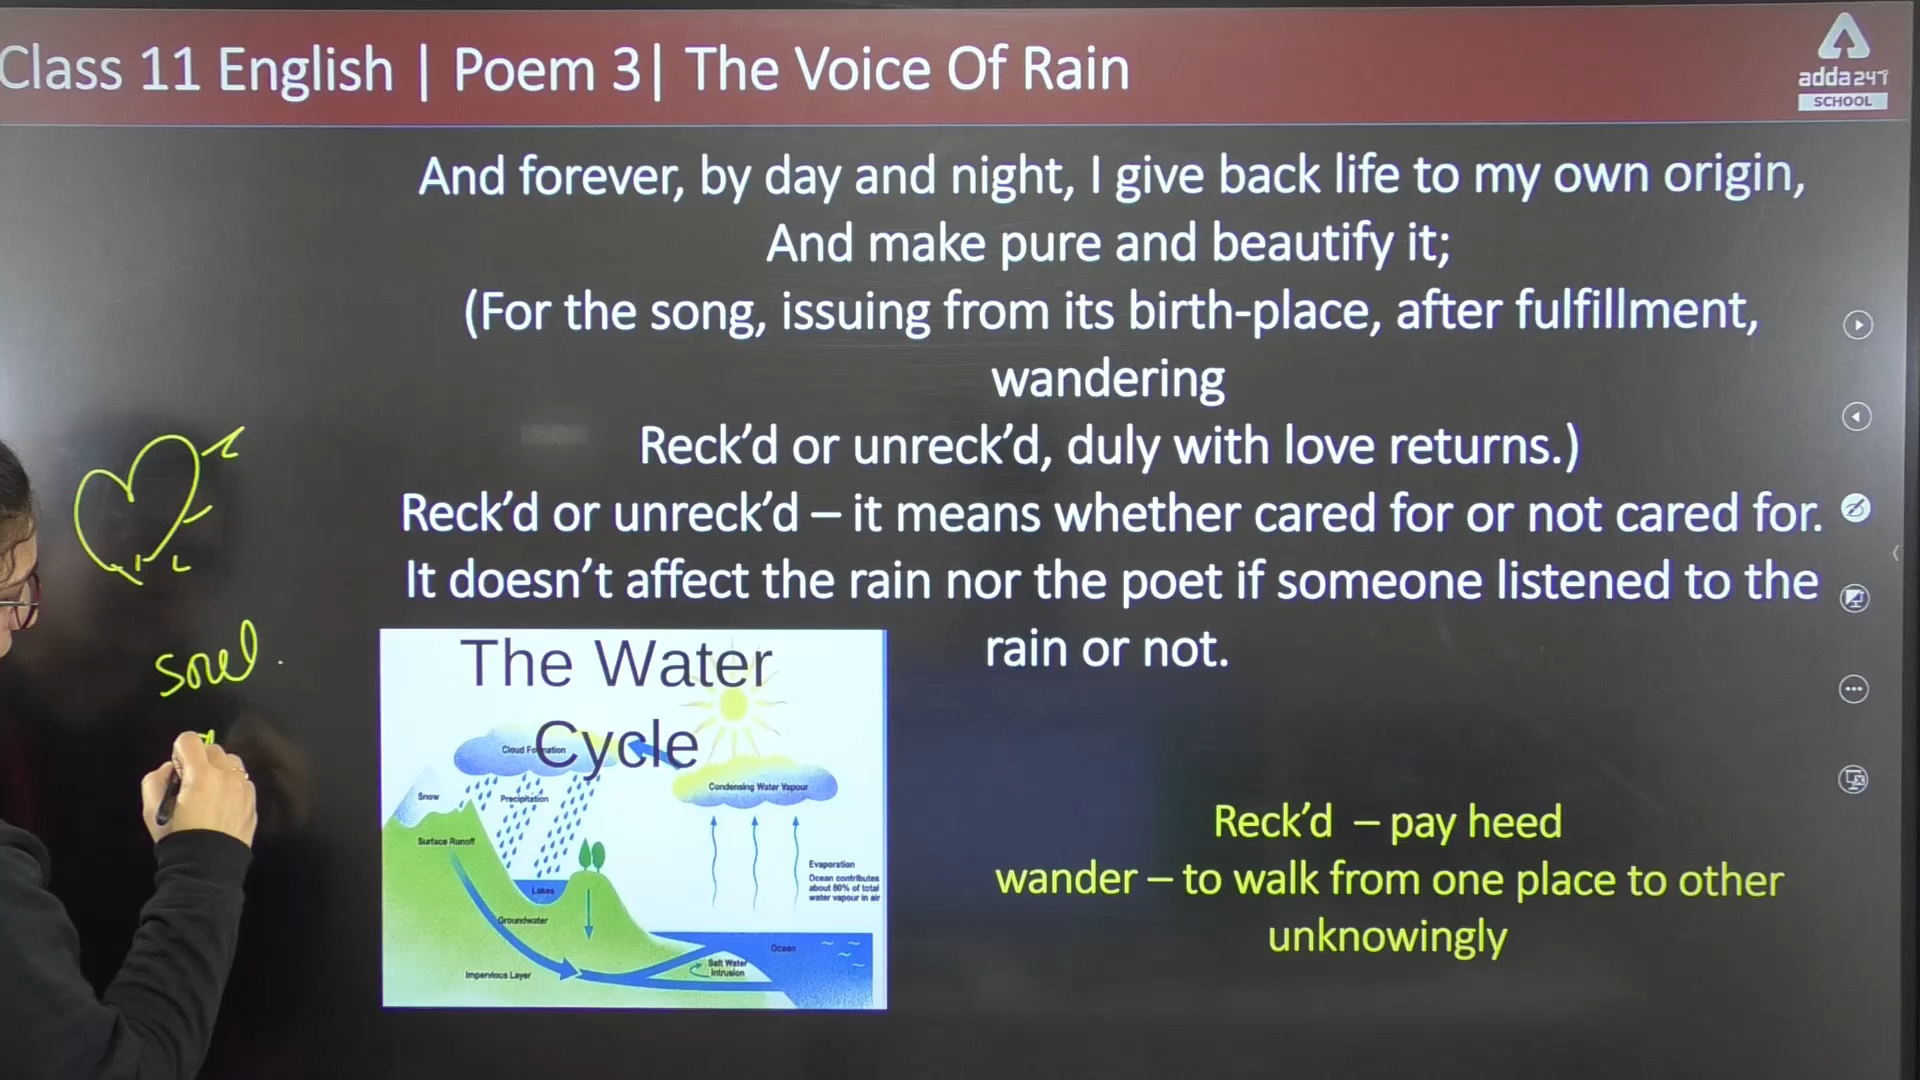 Class 11 English | Poem 3| The Voice Of Rain
adda247
SCHOOL
And forever, by day and night, I give back life to my own origin,
And make pure and beautify it;
(For the song, issuing from its birth-place, after fulfillment,
wandering
Reck’d or unreck’d, duly with love returns.)
Reck’d or unreck’d – it means whether cared for or not cared for.
It doesn’t affect the rain nor the poet if someone listened to the
rain or not.
soul
The Water
Cycle
Cloud Formation
Condensing Water Vapour
Snow
Precipitation
Surface Runoff
Evaporation
Ocean contributes
about 80% of total
water vapour in air
Lakes
Groundwater
Ocean
Salt Water
Intrusion
Impervious Layer
Reck’d – pay heed
wander – to walk from one place to other
unknowingly